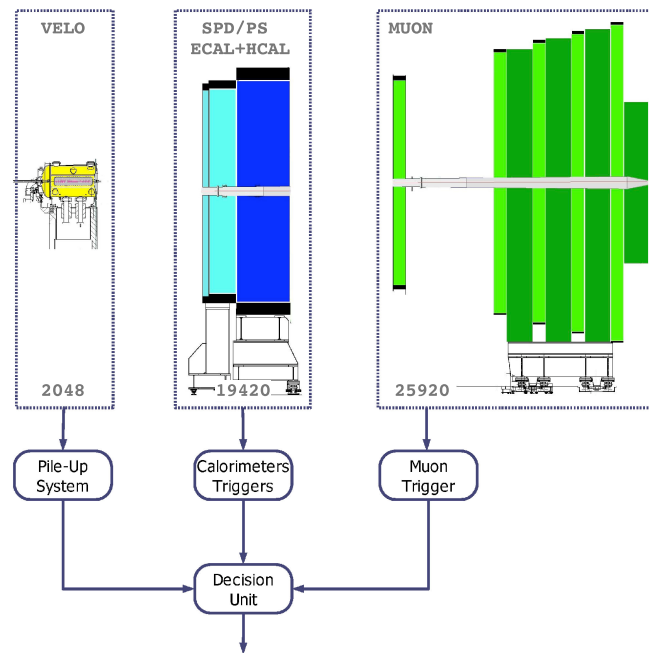 VELO
SPD/PS
ECAL+HCAL
MUON
2048
19420
25920
Pile-Up
System
Calorimeters
Triggers
Muon
Trigger
Decision
Unit